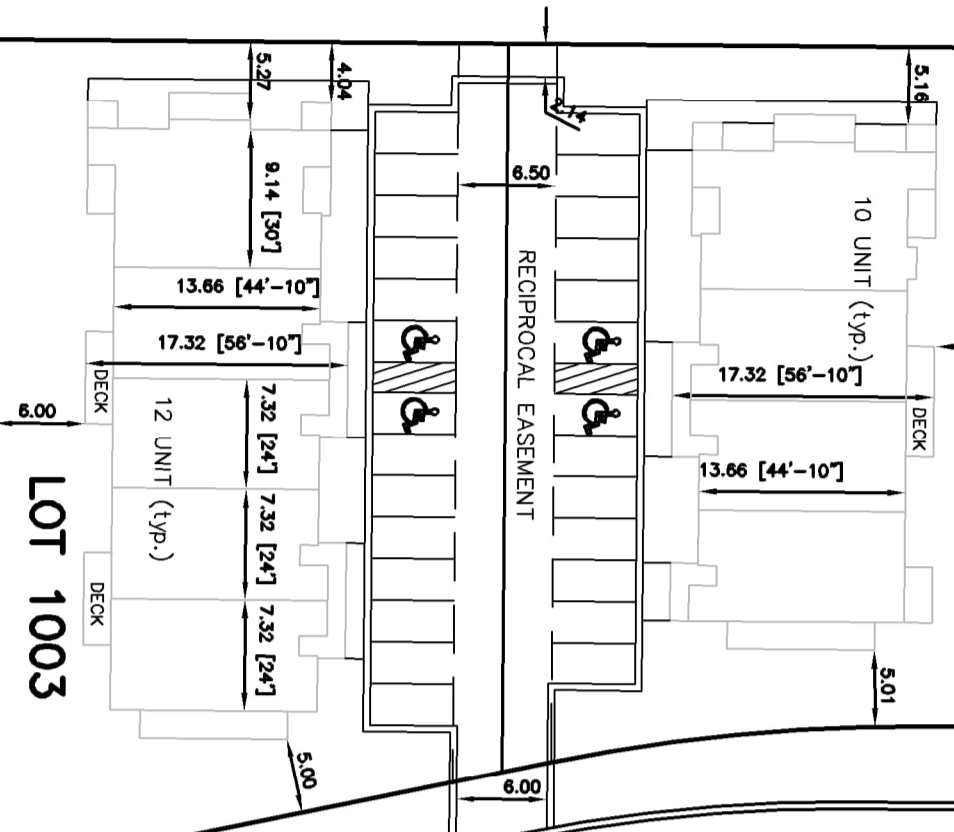 5.27
4.04
2.14
5.16
9.14 [30']
6.50
10 UNIT (typ.)
13.66 [44'-10"]
RECIPROCAL EASEMENT
17.32 [56'-10"]
17.32 [56'-10"]
DECK
DECK
6.00
12 UNIT (typ.)
7.32 [24']
13.66 [44'-10"]
LOT 1003
7.32 [24']
DECK
7.32 [24']
5.01
5.00
6.00